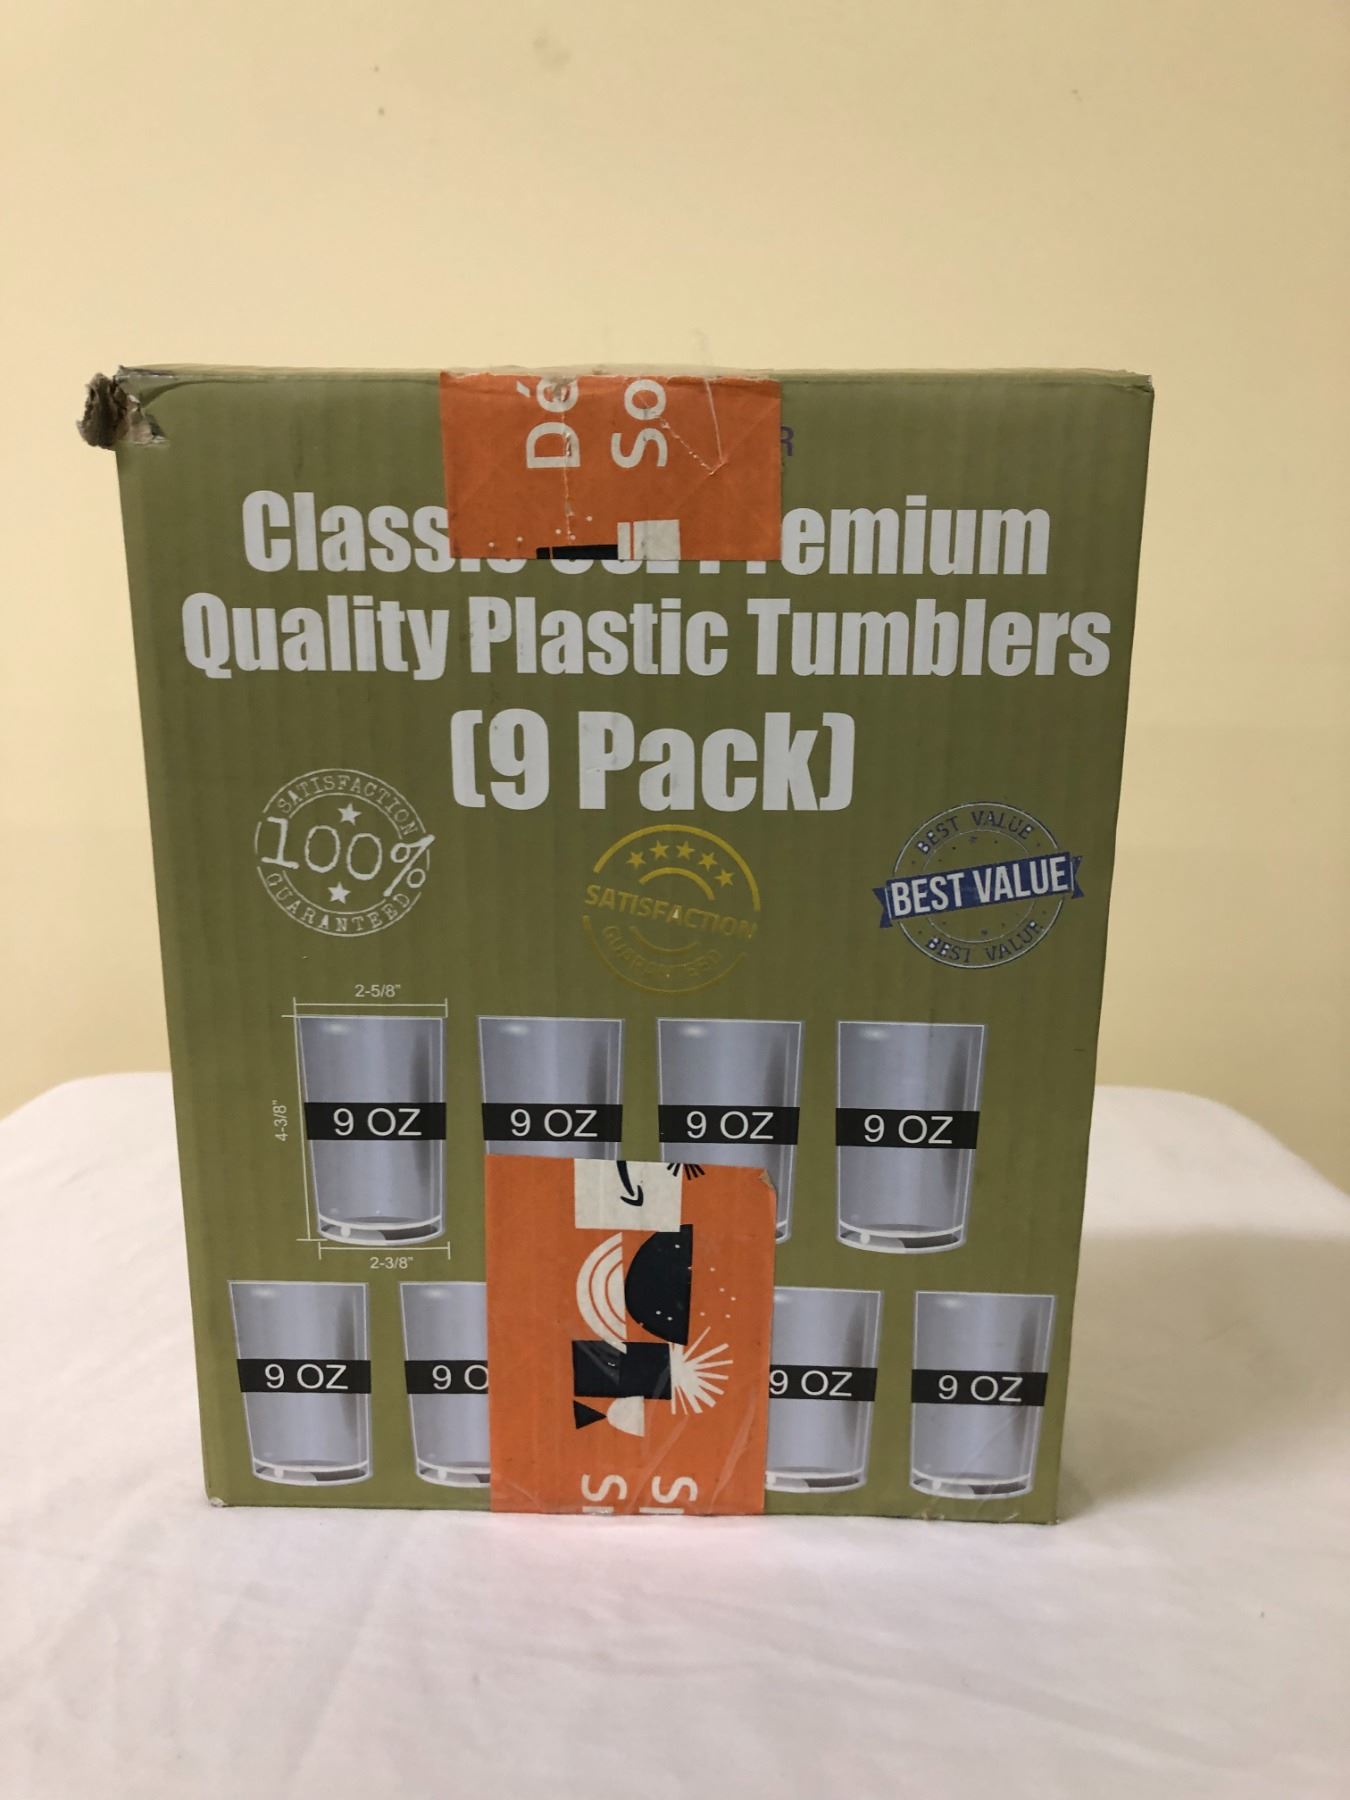 Dé
So
R
Quality Plastic Tumblers
(9 Pack)
SATISFACTION
100%
GUARANTEED
SATISFACTION
GUARANTEED
BEST VALUE
BEST VALUE
BEST VALUE
2-5/8"
4-3/8"
9 OZ 9 OZ 9 OZ 9 OZ
2-3/8"
9 OZ 9 O 9 OZ 9 OZ